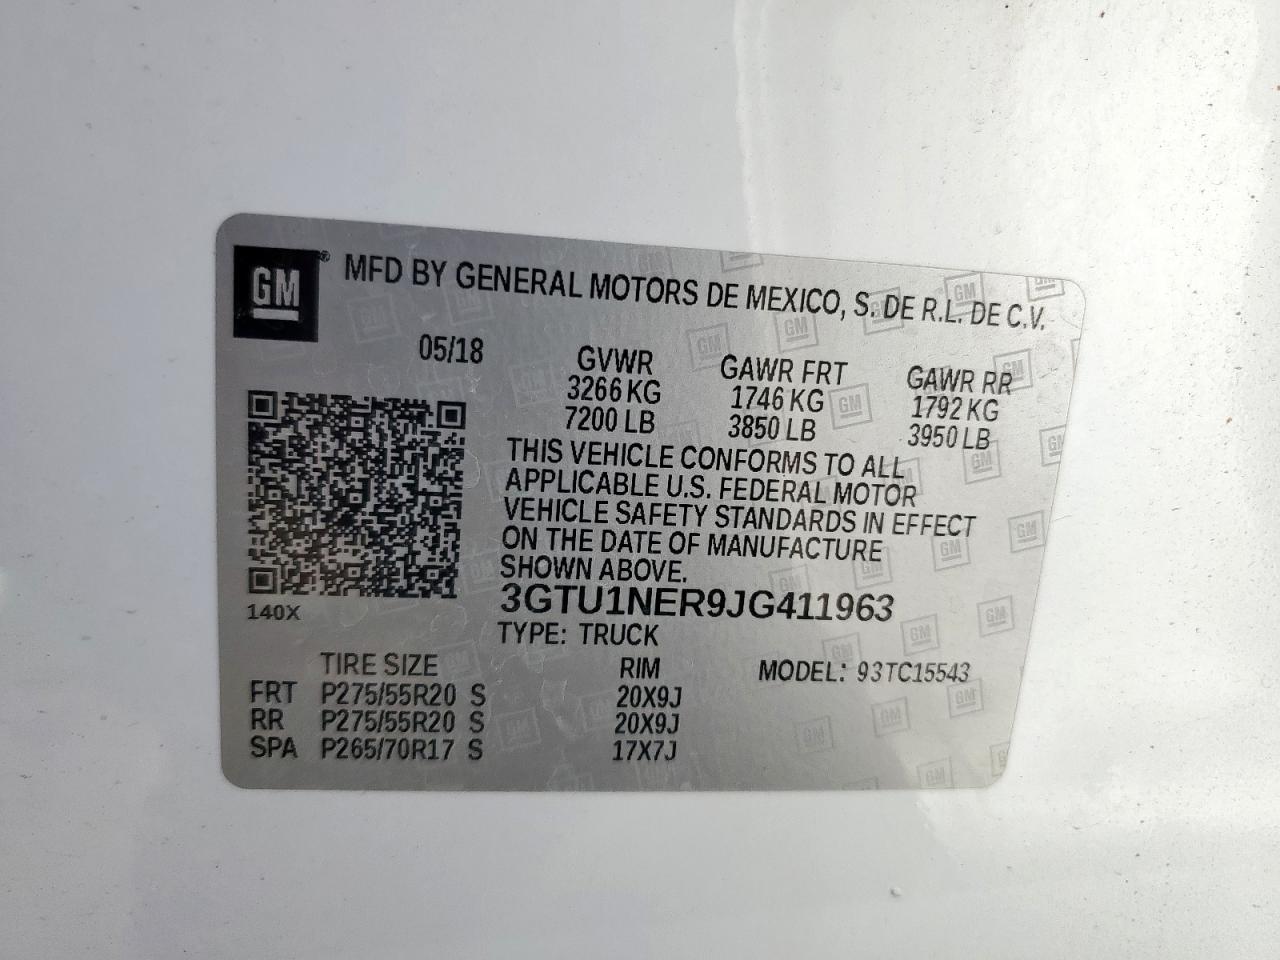 GM® MFD BY GENERAL MOTORS DE MEXICO, S. DE R.L. DE C.V.
05/18 GVWR GAWR FRT GAWR RR
3266 KG 1746 KG 1792 KG
7200 LB 3850 LB 3950 LB
THIS VEHICLE CONFORMS TO ALL
APPLICABLE U.S. FEDERAL MOTOR
VEHICLE SAFETY STANDARDS IN EFFECT
ON THE DATE OF MANUFACTURE
SHOWN ABOVE.
140X 3GTU1NER9JG411963
TYPE: TRUCK
TIRE SIZE RIM MODEL: 93TC15543
FRT P275/55R20 S 20X9J
RR P275/55R20 S 20X9J
SPA P265/70R17 S 17X7J